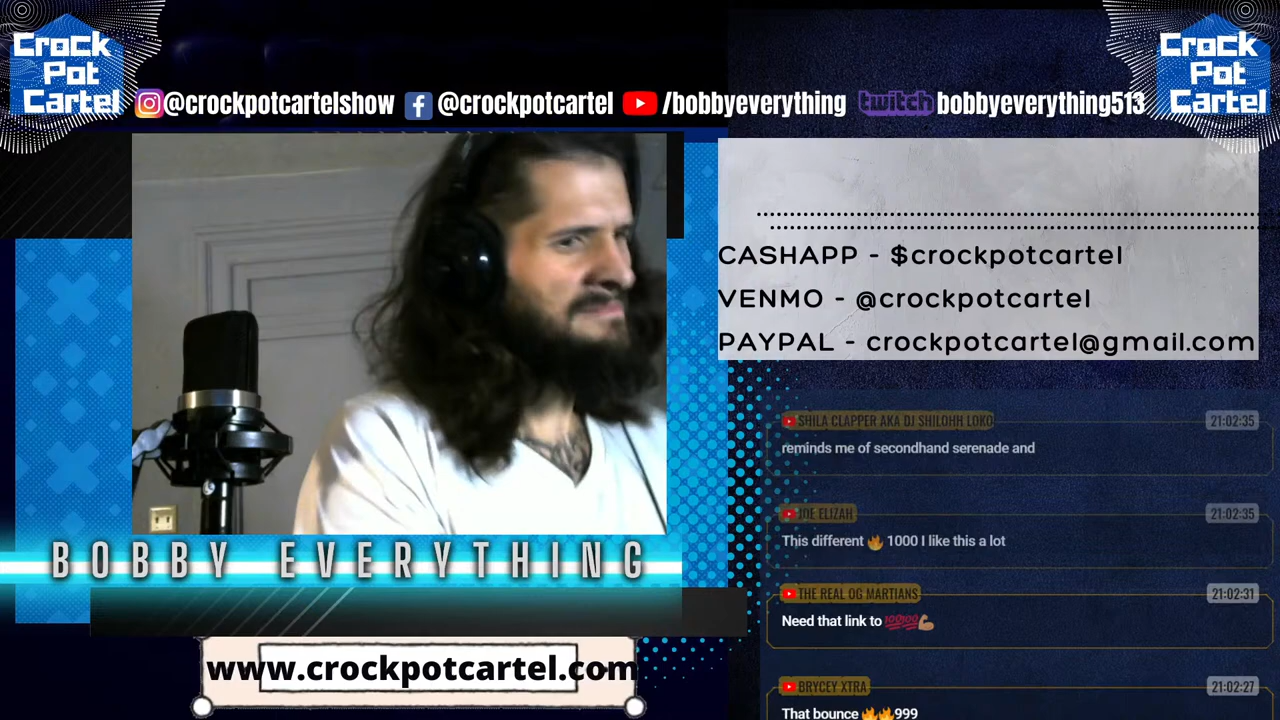 Crock
Pot
Cartel
@crockpotcartelshow @crockpotcartel /bobbyeverything twitch bobbyeverything513
Crock
Pot
Cartel
CASHAPP - $crockpotcartel
VENMO - @crockpotcartel
PAYPAL - crockpotcartel@gmail.com
SHILA CLAPPER AKA DJ SHILOHH LOKO 21:02:35
reminds me of secondhand serenade and
JOE ELIZAH 21:02:35
This different 🔥 1000 I like this a lot
THE REAL OG MARTIANS 21:02:31
Need that link to 💯💯💪🏽
BRYCEY XTRA 21:02:27
That bounce 🔥🔥999
BOBBY EVERYTHING
www.crockpotcartel.com